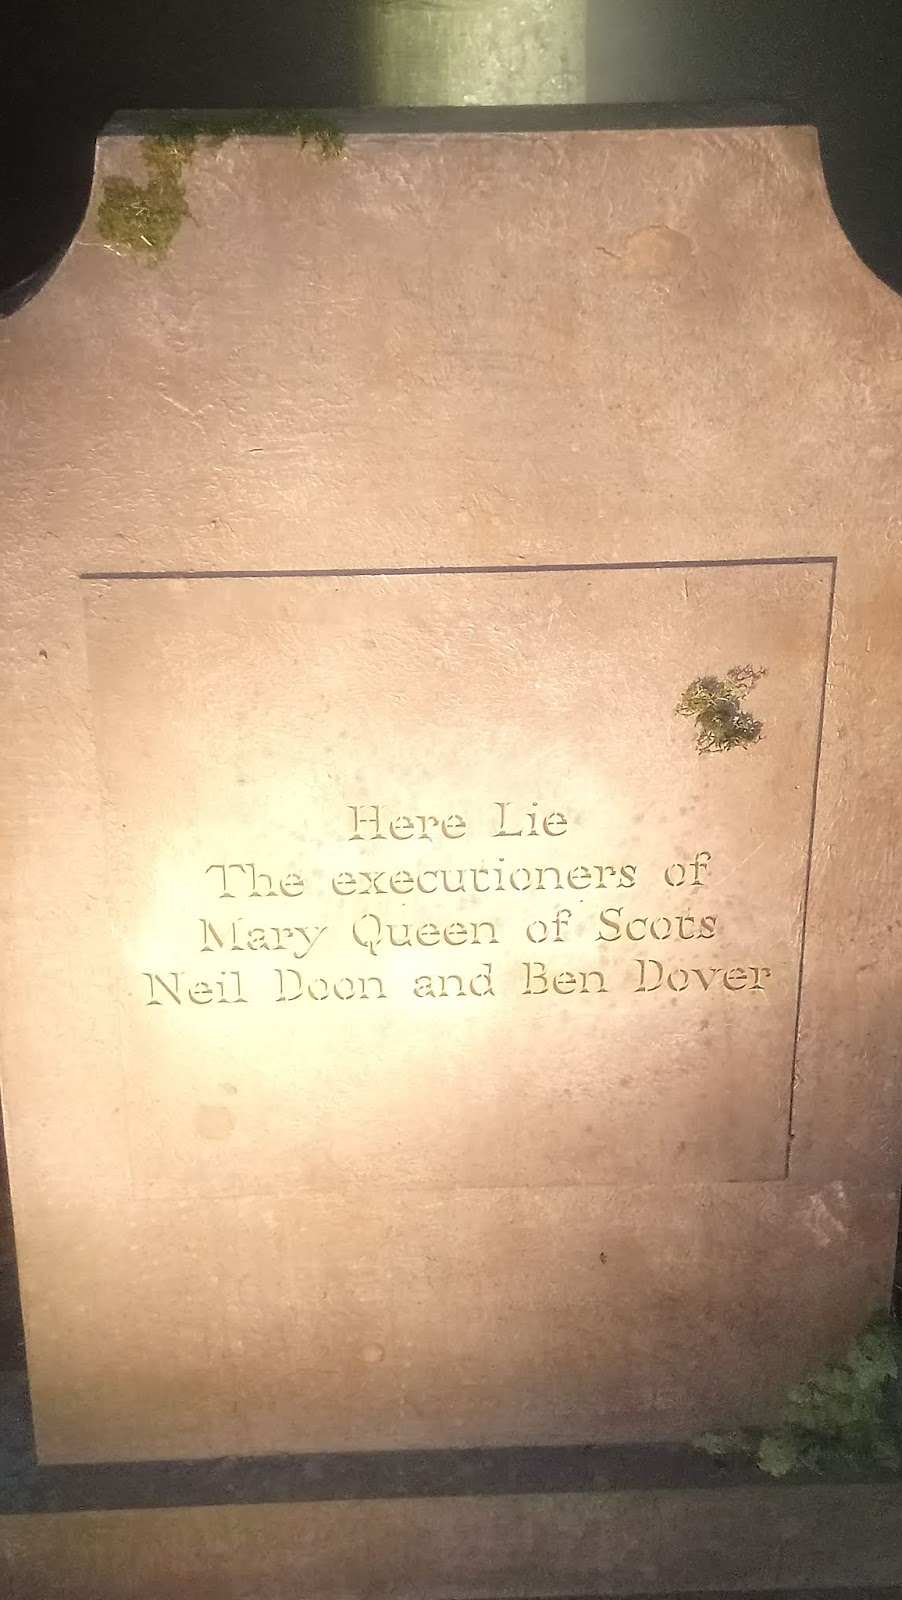 Here Lie
The executioners of
Mary Queen of Scots
Neil Doon and Ben Dover